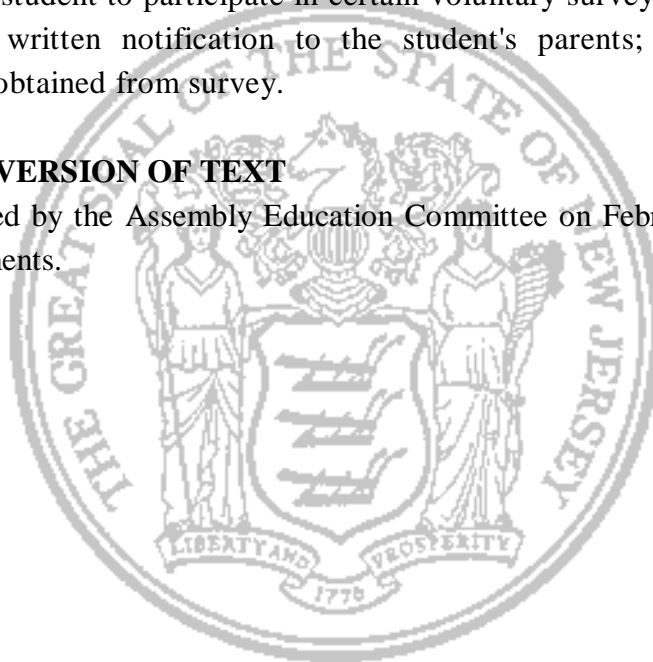 student to participate in certain voluntary survey
written notification to the student's parents;
obtained from survey.
VERSION OF TEXT
ed by the Assembly Education Committee on Febr
nents.
THE GREAT SEAL OF THE STATE OF NEW JERSEY
LIBERTY AND PROSPERITY
1776